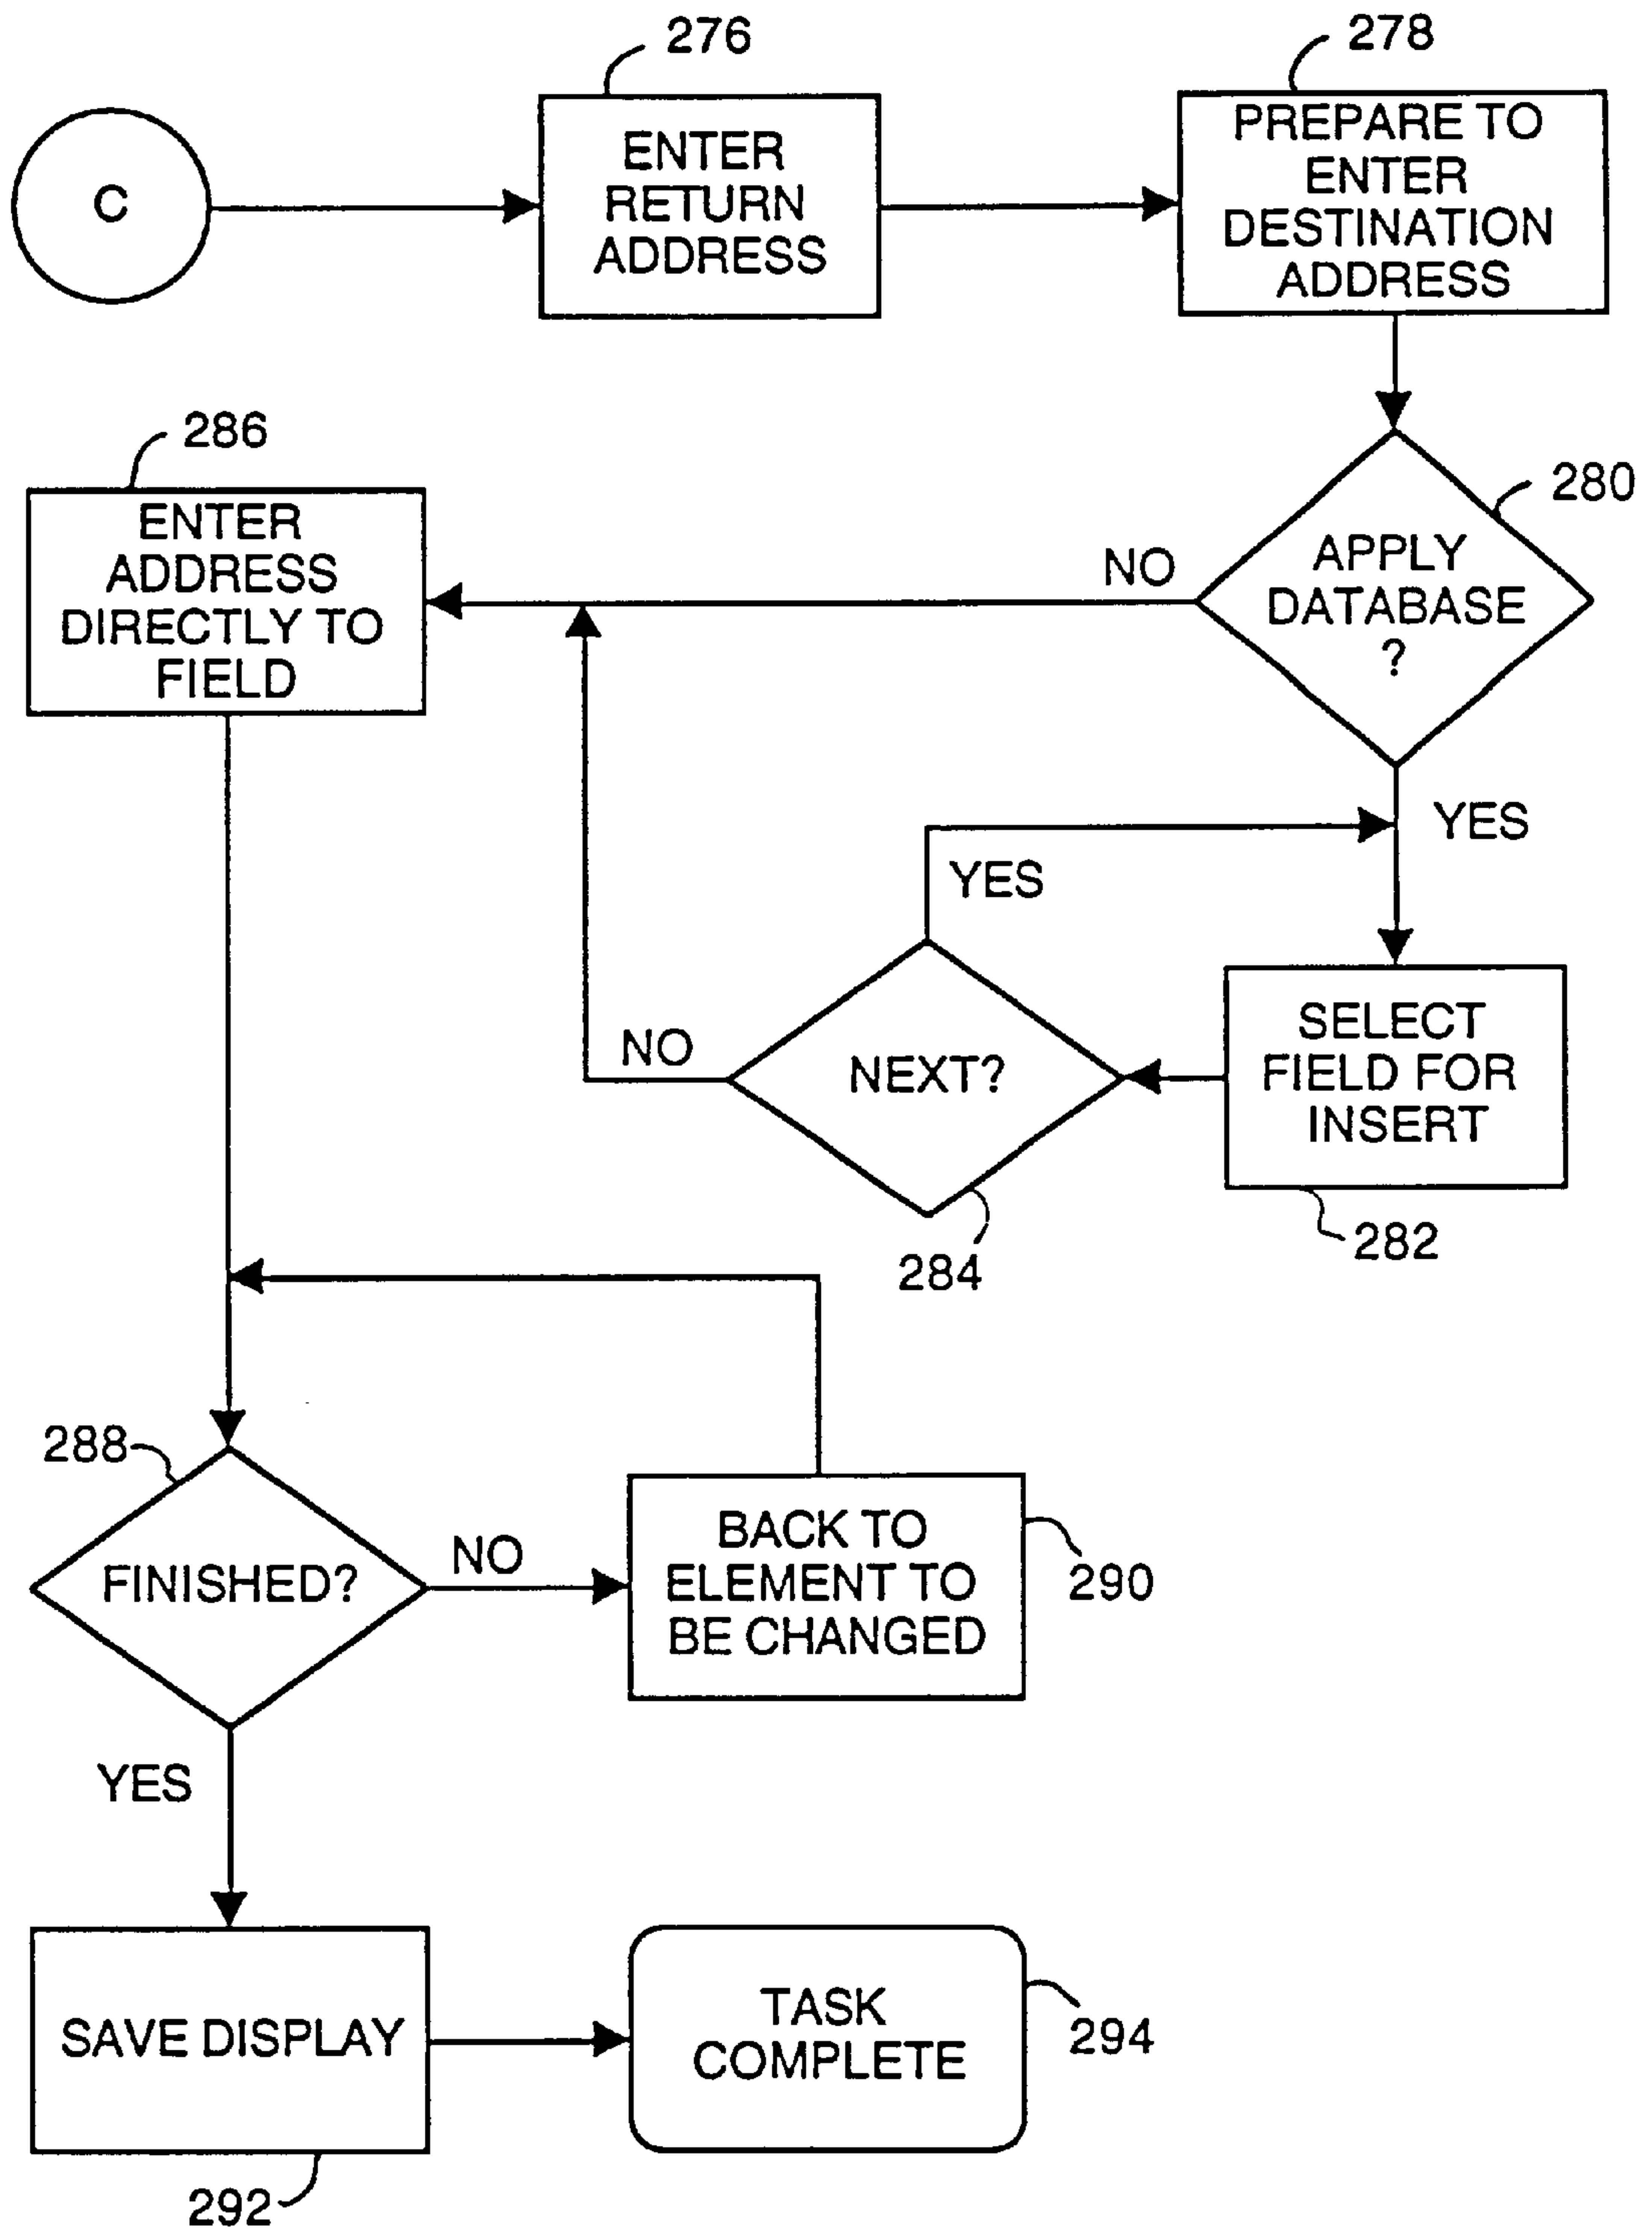 276
278
C
ENTER
RETURN
ADDRESS
PREPARE TO
ENTER
DESTINATION
ADDRESS
286
280
ENTER
ADDRESS
DIRECTLY TO
FIELD
NO
APPLY
DATABASE
?
YES
YES
NO
NEXT?
SELECT
FIELD FOR
INSERT
282
284
288
FINISHED?
NO
BACK TO
ELEMENT TO
BE CHANGED
290
YES
SAVE DISPLAY
TASK
COMPLETE
294
292